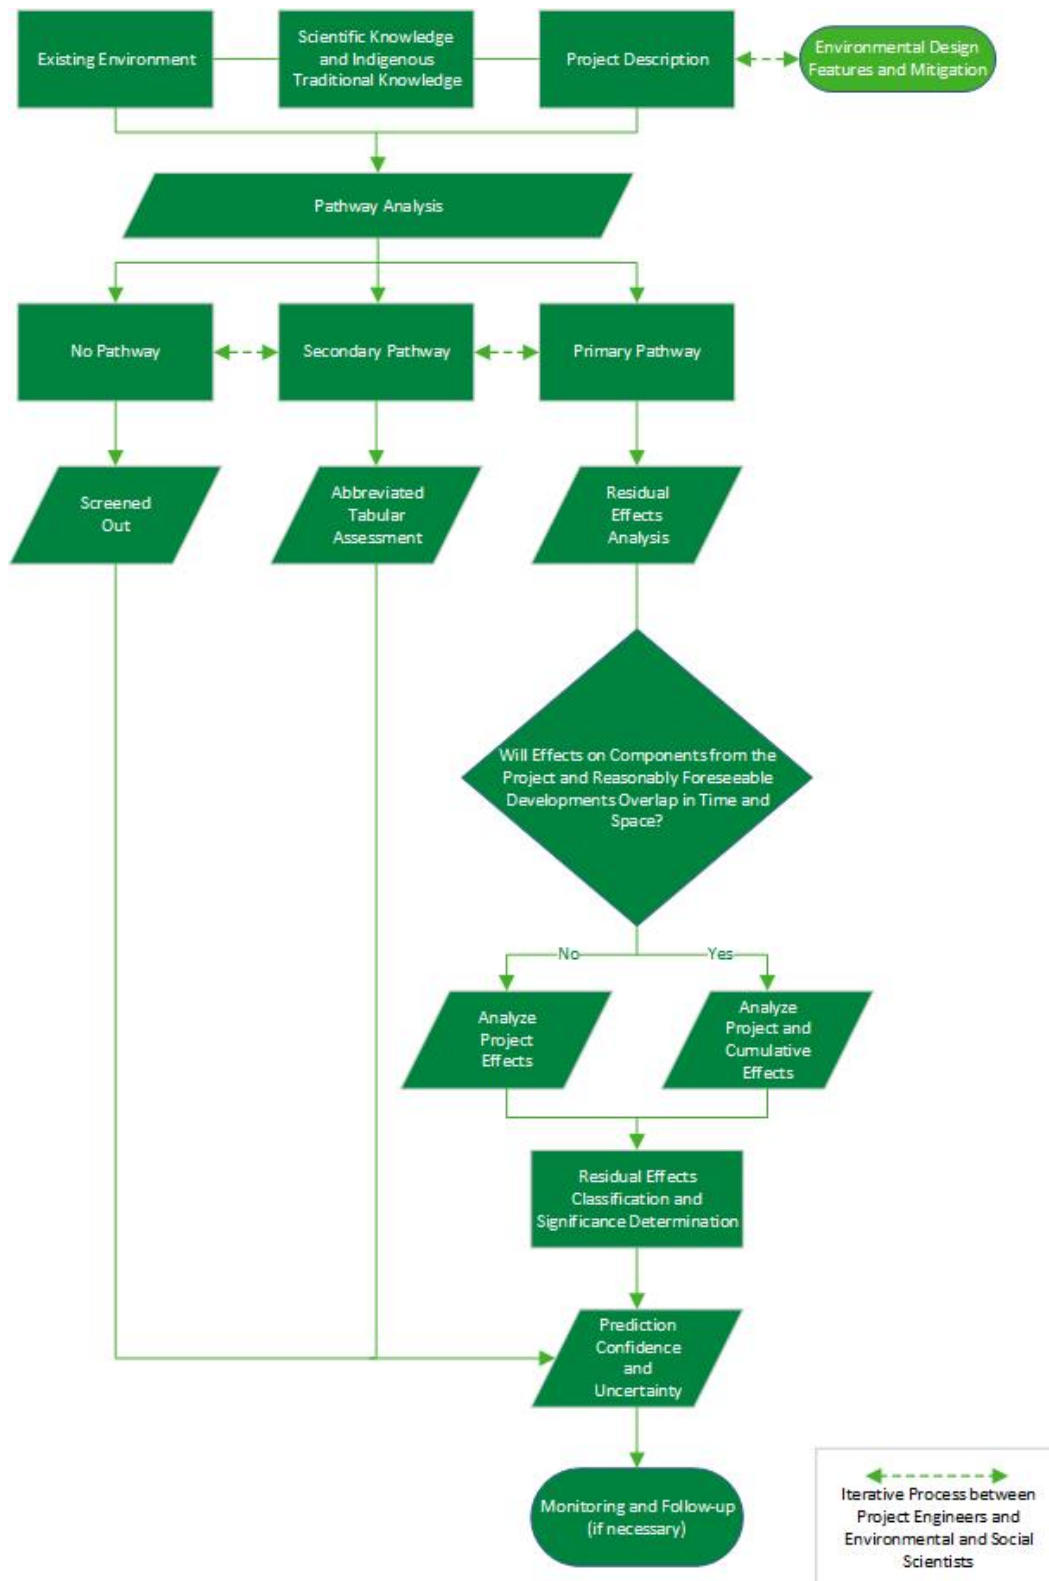 Existing Environment
Scientific Knowledge
and Indigenous
Traditional Knowledge
Project Description
Environmental Design
Features and Mitigation
Pathway Analysis
No Pathway
Secondary Pathway
Primary Pathway
Screened
Out
Abbreviated
Tabular
Assessment
Residual
Effects
Analysis
Will Effects on Components from the
Project and Reasonably Foreseeable
Developments Overlap in Time and
Space?
No
Yes
Analyze
Project
Effects
Analyze
Project and
Cumulative
Effects
Residual Effects
Classification and
Significance Determination
Prediction
Confidence
and
Uncertainty
Monitoring and Follow-up
(if necessary)
Iterative Process between
Project Engineers and
Environmental and Social
Scientists